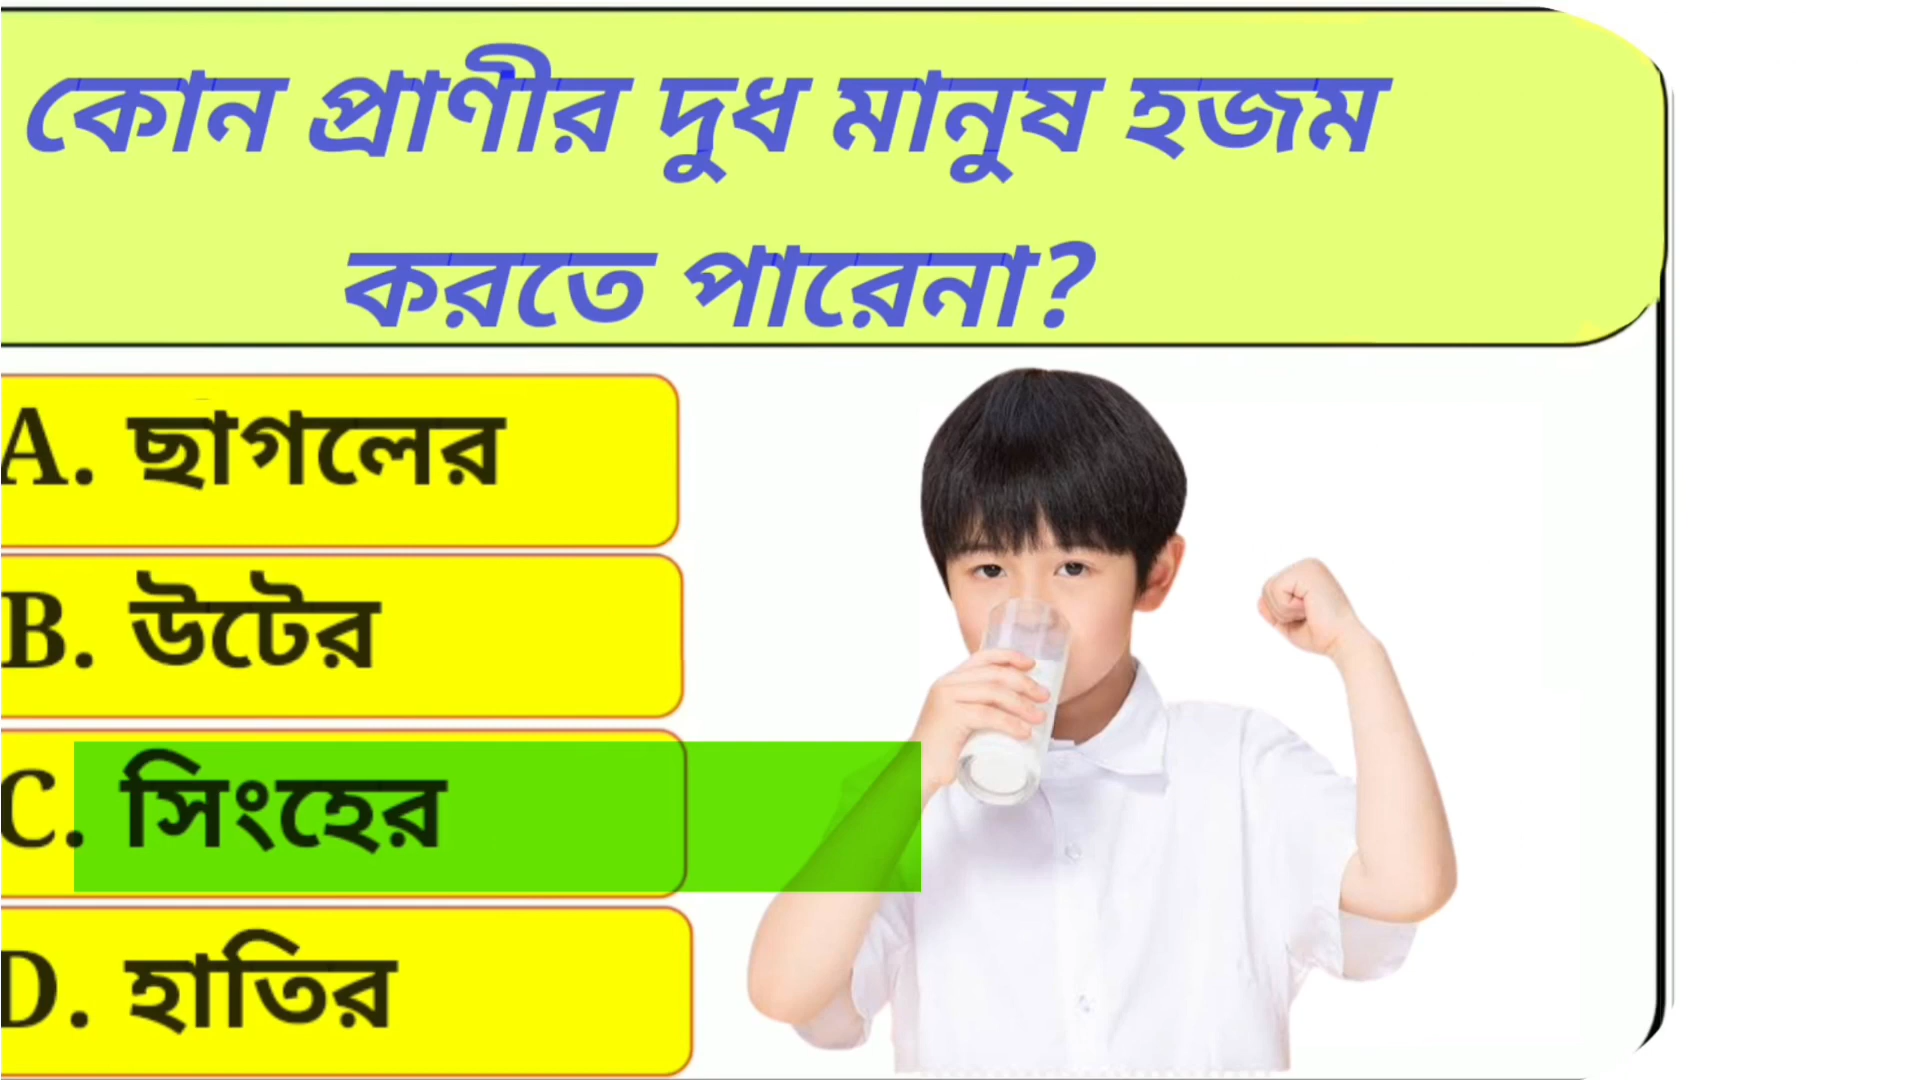 কোন প্রাণীর দুধ মানুষ হজম
করতে পারেনা?
A. ছাগলের
B. উটের
C. সিংহের
D. হাতির